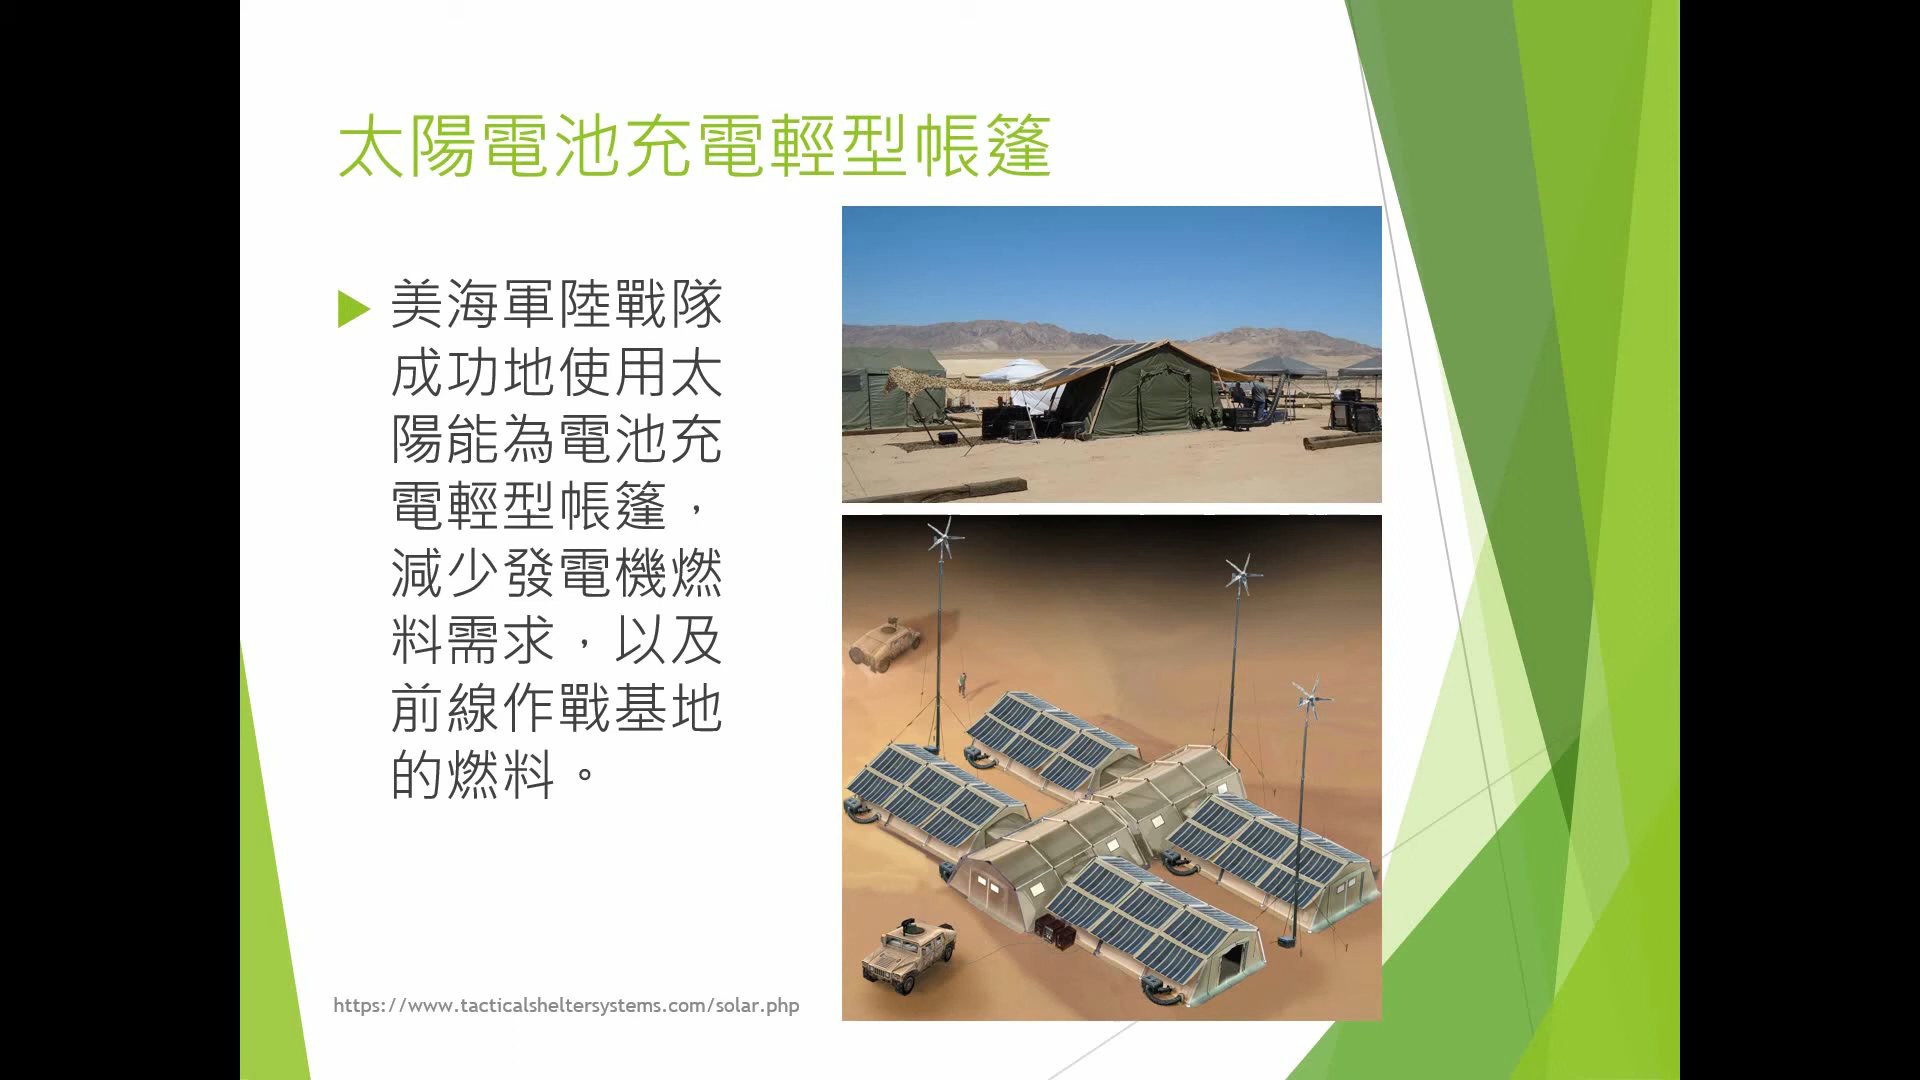 太陽電池充電輕型帳篷
美海軍陸戰隊
成功地使用太
陽能為電池充
電輕型帳篷，
減少發電機燃
料需求，以及
前線作戰基地
的燃料。
https://www.tacticalsheltersystems.com/solar.php